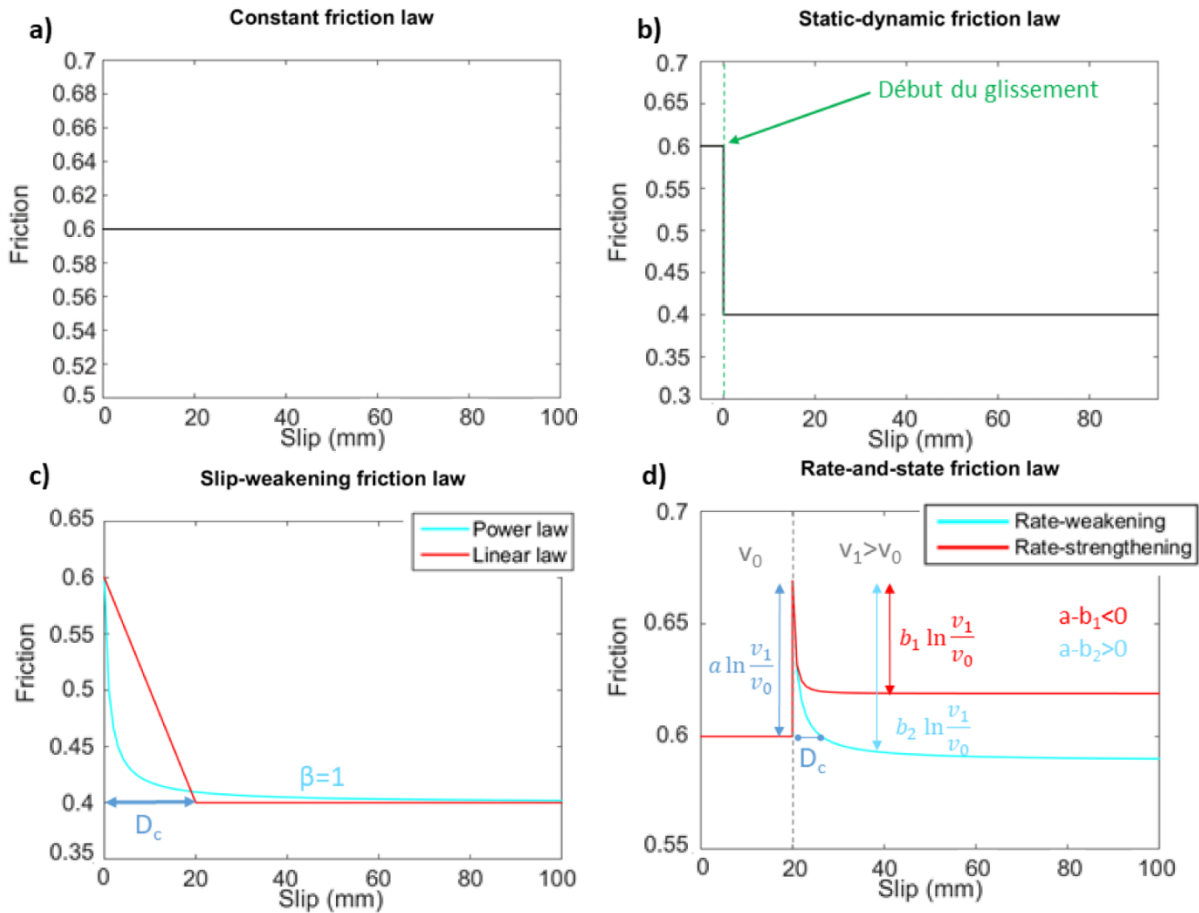 a)
Constant friction law
0.7
0.68
0.66
0.64
0.62
0.6
0.58
0.56
0.54
0.52
0.5
Friction
0 20 40 60 80 100
Slip (mm)
b)
Static-dynamic friction law
Début du glissement
0.7
0.65
0.6
0.55
0.5
0.45
0.4
0.35
0.3
Friction
0 20 40 60 80
Slip (mm)
c)
Slip-weakening friction law
Power law
Linear law
0.65
0.6
0.55
0.5
0.45
0.4
0.35
Friction
β=1
Dc
0 20 40 60 80 100
Slip (mm)
d)
Rate-and-state friction law
Rate-weakening
Rate-strengthening
0.7
0.65
0.6
0.55
Friction
v0 v1>v0
a ln v1/v0
b1 ln v1/v0
b2 ln v1/v0
a-b1<0
a-b2>0
Dc
0 20 40 60 80 100
Slip (mm)